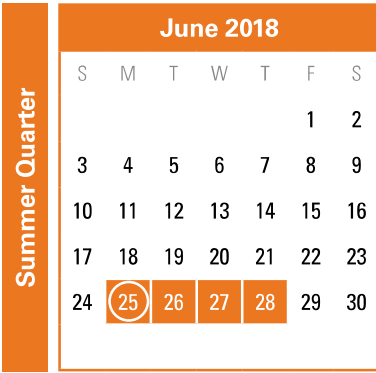 Summer Quarter
June 2018
S M T W T F S
1 2
3 4 5 6 7 8 9
10 11 12 13 14 15 16
17 18 19 20 21 22 23
24 25 26 27 28 29 30